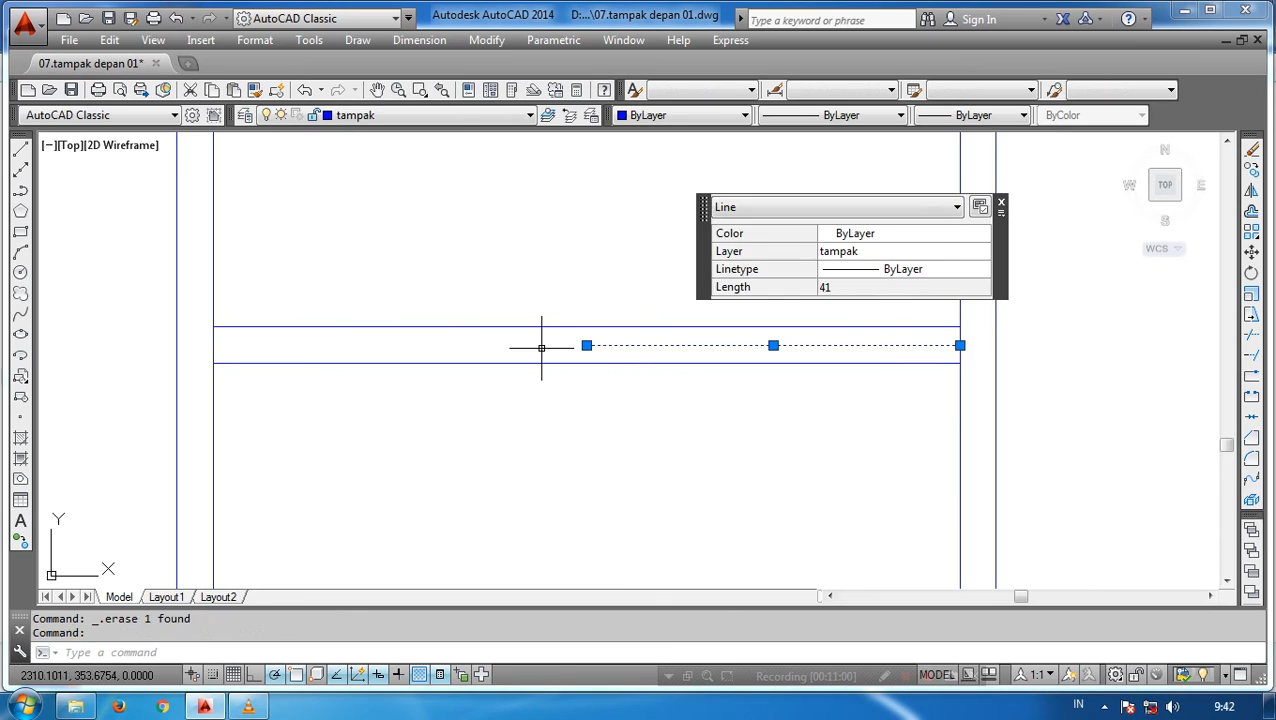 AutoCAD Classic
Autodesk AutoCAD 2014 D:\...\07.tampak depan 01.dwg
Type a keyword or phrase
Sign In
File Edit View Insert Format Tools Draw Dimension Modify Parametric Window Help Express
07.tampak depan 01*
AutoCAD Classic
tampak
ByLayer
ByLayer
ByLayer
ByColor
[−][Top][2D Wireframe]
N
W TOP E
S
WCS
Line
Color ByLayer
Layer tampak
Linetype ByLayer
Length 41
Y
X
Model Layout1 Layout2
Command: _.erase 1 found
Command:
Type a command
2310.1011, 353.6754, 0.0000
Recording [00:11:00]
MODEL
1:1
IN
9:42